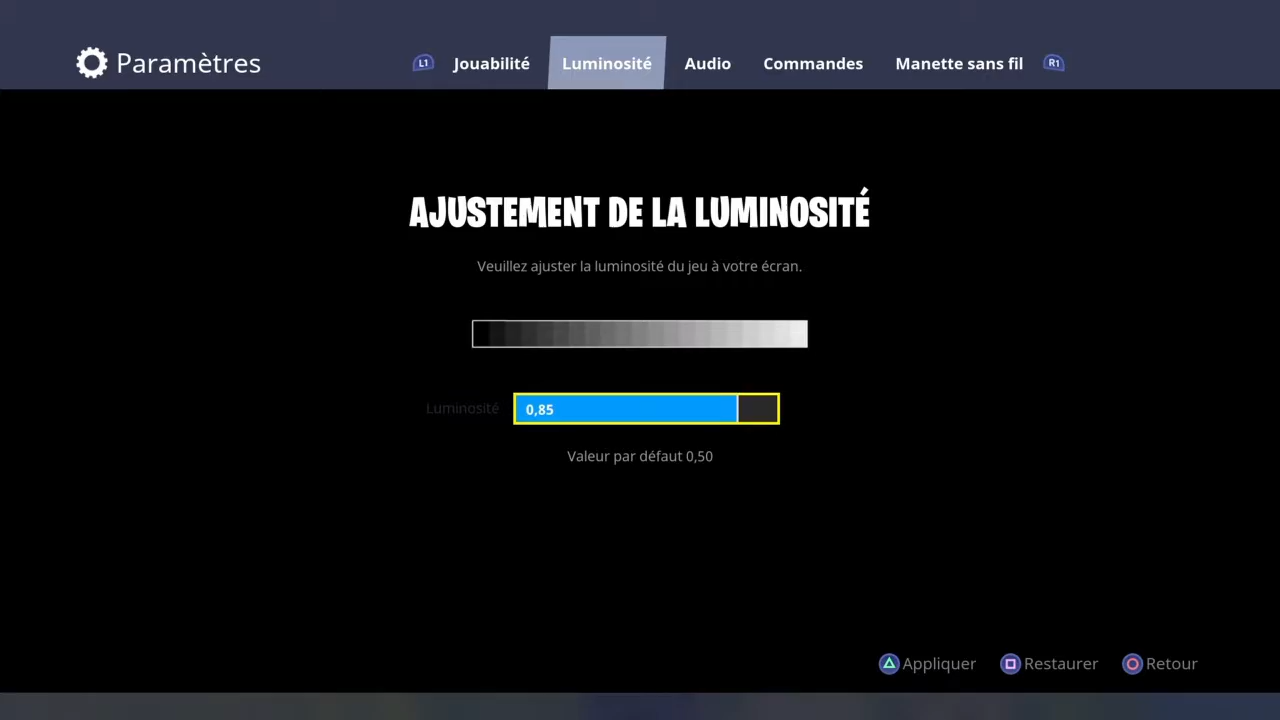 Paramètres
L1 Jouabilité Luminosité Audio Commandes Manette sans fil R1
AJUSTEMENT DE LA LUMINOSITÉ
Veuillez ajuster la luminosité du jeu à votre écran.
Luminosité 0,85
Valeur par défaut 0,50
Appliquer Restaurer Retour